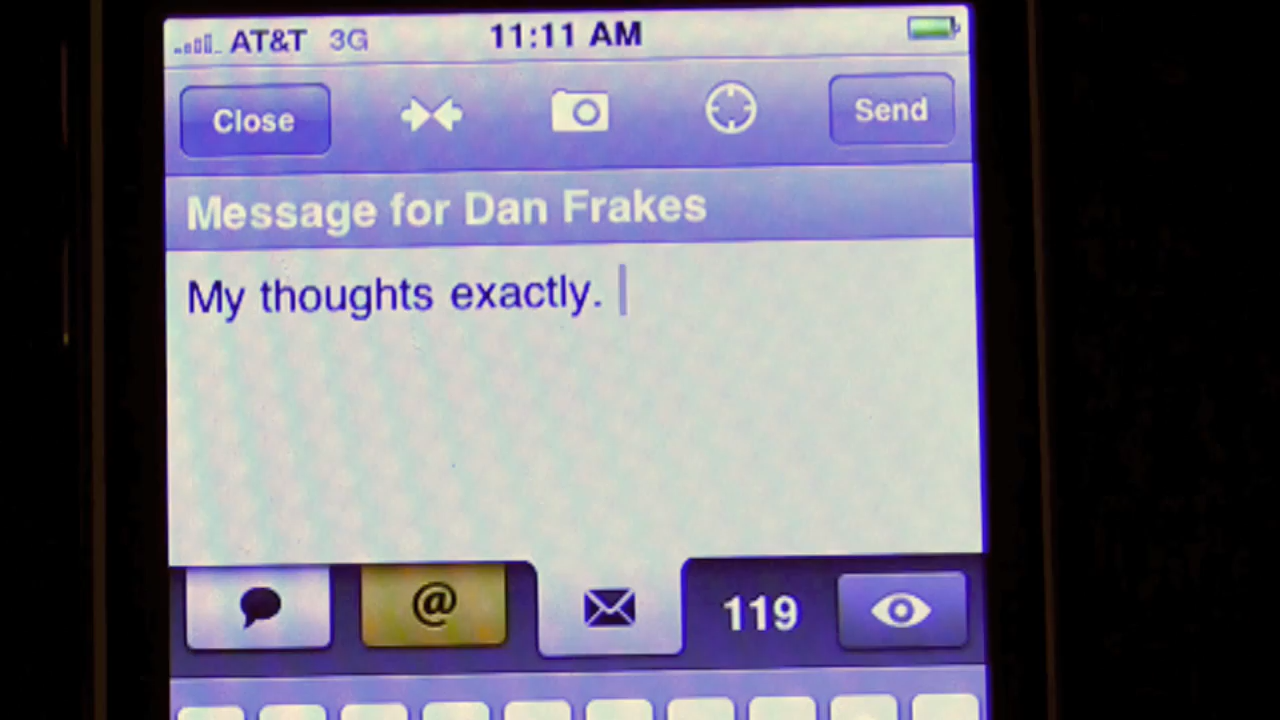 AT&T 3G 11:11 AM
Close Send
Message for Dan Frakes
My thoughts exactly.
@ 119